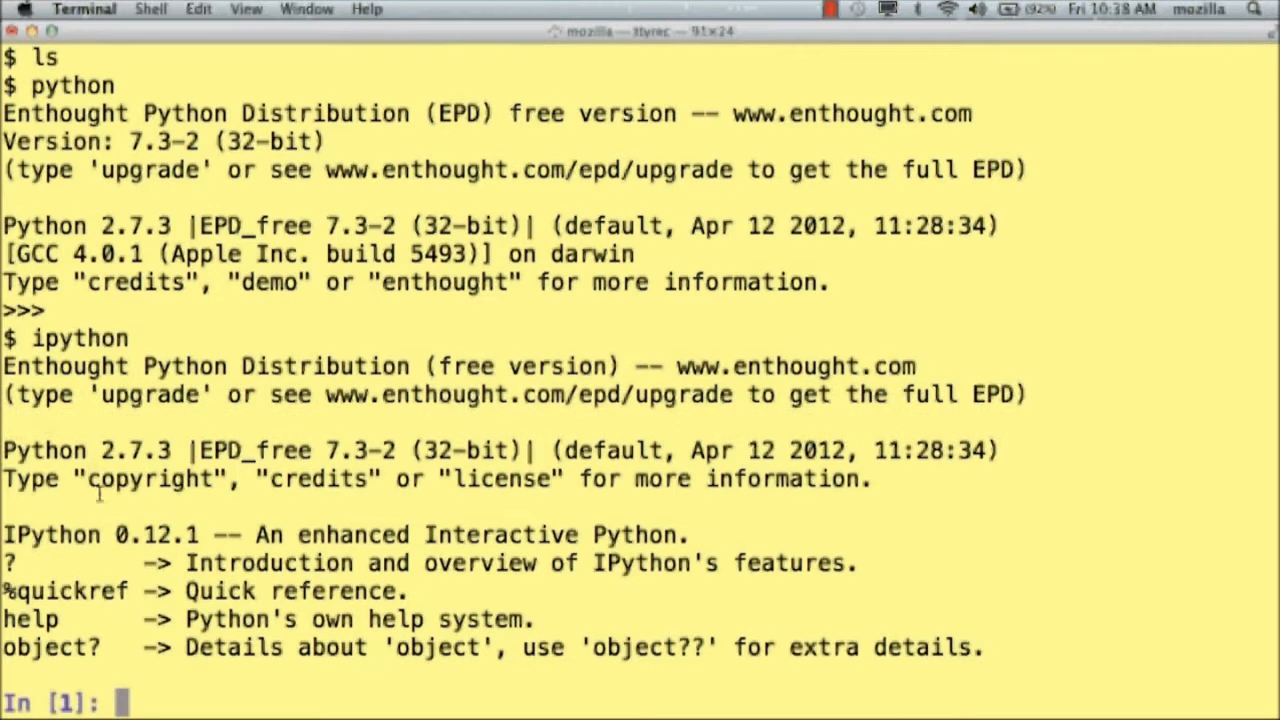 Terminal Shell Edit View Window Help (92%) Fri 10:38 AM mozilla
mozilla — ttyrec — 91×24
$ ls
$ python
Enthought Python Distribution (EPD) free version -- www.enthought.com
Version: 7.3-2 (32-bit)
(type 'upgrade' or see www.enthought.com/epd/upgrade to get the full EPD)
Python 2.7.3 |EPD_free 7.3-2 (32-bit)| (default, Apr 12 2012, 11:28:34)
[GCC 4.0.1 (Apple Inc. build 5493)] on darwin
Type "credits", "demo" or "enthought" for more information.
>>>
$ ipython
Enthought Python Distribution (free version) -- www.enthought.com
(type 'upgrade' or see www.enthought.com/epd/upgrade to get the full EPD)
Python 2.7.3 |EPD_free 7.3-2 (32-bit)| (default, Apr 12 2012, 11:28:34)
Type "copyright", "credits" or "license" for more information.
IPython 0.12.1 -- An enhanced Interactive Python.
? -> Introduction and overview of IPython's features.
%quickref -> Quick reference.
help -> Python's own help system.
object? -> Details about 'object', use 'object??' for extra details.
In [1]: